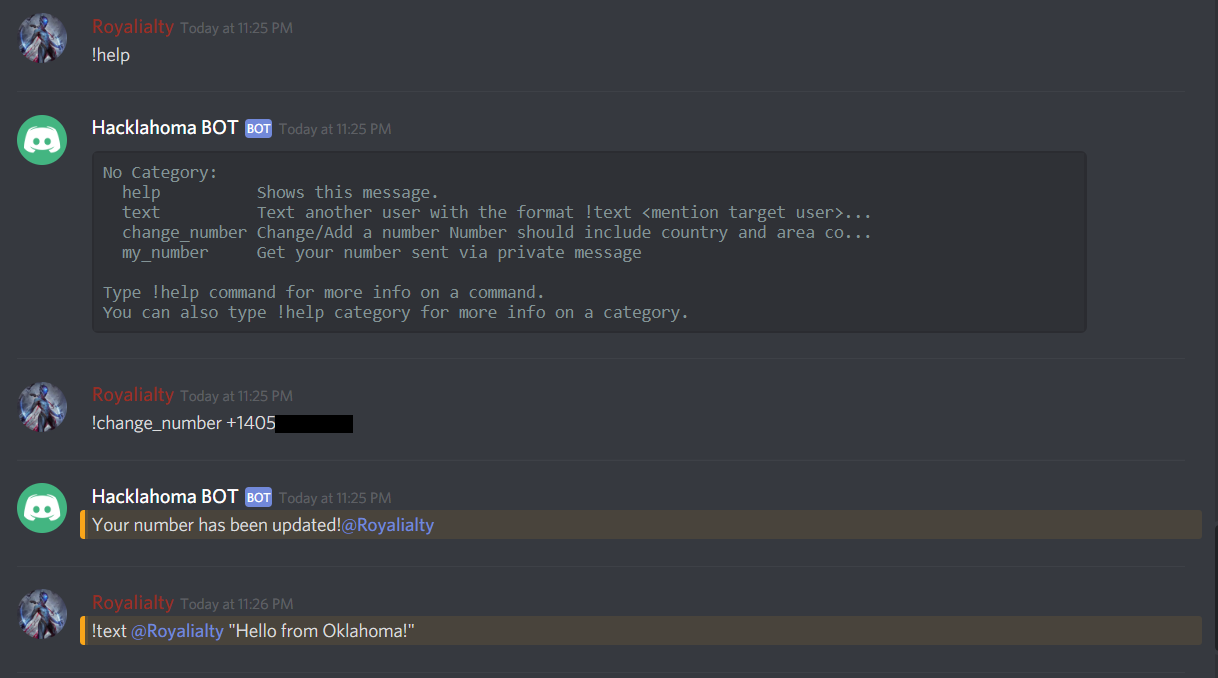 Royalialty Today at 11:25 PM
!help
Hacklahoma BOT BOT Today at 11:25 PM
No Category:
  help          Shows this message.
  text          Text another user with the format !text <mention target user>...
  change_number Change/Add a number Number should include country and area co...
  my_number     Get your number sent via private message
Type !help command for more info on a command.
You can also type !help category for more info on a category.
Royalialty Today at 11:25 PM
!change_number +1405
Hacklahoma BOT BOT Today at 11:25 PM
Your number has been updated!@Royalialty
Royalialty Today at 11:26 PM
!text @Royalialty "Hello from Oklahoma!"